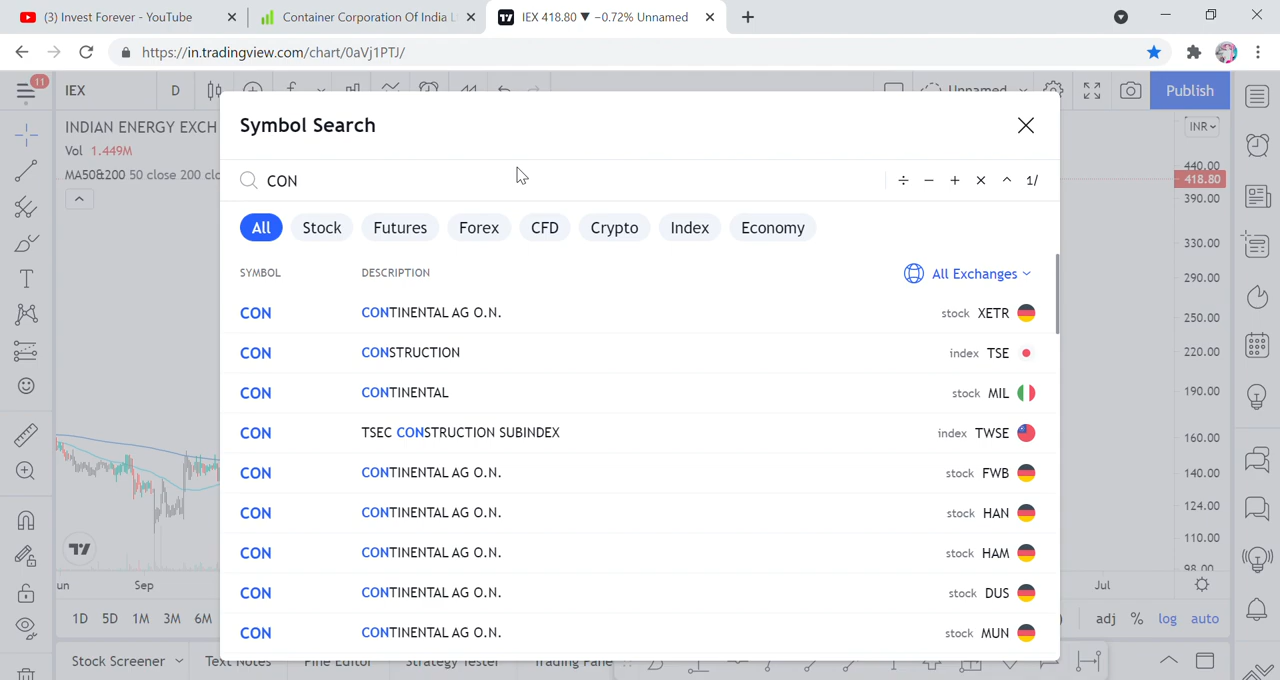 (3) Invest Forever - YouTube
Container Corporation Of India L
IEX 418.80 ▼ −0.72% Unnamed
https://in.tradingview.com/chart/0aVj1PTJ/
11
IEX
D
Unnamed
Publish
INDIAN ENERGY EXCH
Vol 1.449M
MA50&200 50 close 200 clo
Symbol Search
CON
÷ − + × ^ 1/
All Stock Futures Forex CFD Crypto Index Economy
SYMBOL DESCRIPTION All Exchanges
CON CONTINENTAL AG O.N. stock XETR
CON CONSTRUCTION index TSE
CON CONTINENTAL stock MIL
CON TSEC CONSTRUCTION SUBINDEX index TWSE
CON CONTINENTAL AG O.N. stock FWB
CON CONTINENTAL AG O.N. stock HAN
CON CONTINENTAL AG O.N. stock HAM
CON CONTINENTAL AG O.N. stock DUS
CON CONTINENTAL AG O.N. stock MUN
INR
440.00
418.80
390.00
330.00
290.00
250.00
220.00
190.00
160.00
140.00
124.00
110.00
98.00
un Sep Jul
1D 5D 1M 3M 6M
adj % log auto
Stock Screener Text Notes Pine Editor Strategy Tester Trading Pane